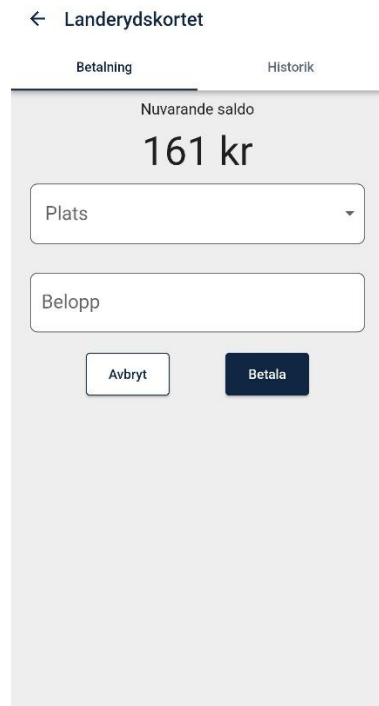 Landerydskortet
Betalning Historik
Nuvarande saldo
161 kr
Plats
Belopp
Avbryt Betala